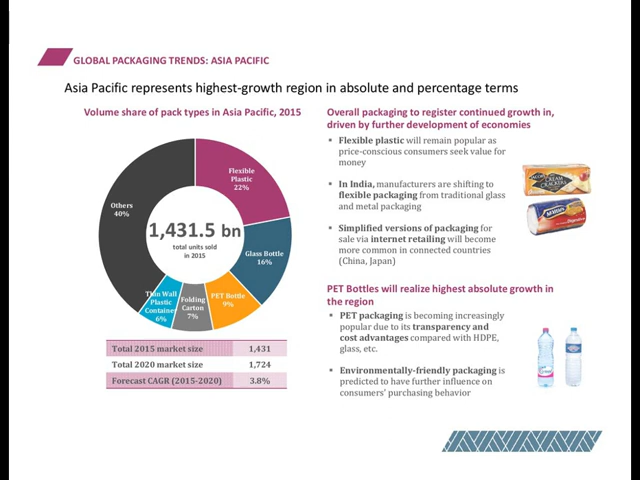 GLOBAL PACKAGING TRENDS: ASIA PACIFIC
Asia Pacific represents highest-growth region in absolute and percentage terms
Volume share of pack types in Asia Pacific, 2015
Flexible
Plastic
22%
Glass Bottle
16%
PET Bottle
9%
Folding
Carton
7%
Thin Wall
Plastic
Container
6%
Others
40%
1,431.5 bn
total units sold
in 2015
Total 2015 market size 1,431
Total 2020 market size 1,724
Forecast CAGR (2015-2020) 3.8%
Overall packaging to register continued growth in,
driven by further development of economies
▪ Flexible plastic will remain popular as
price-conscious consumers seek value for
money
▪ In India, manufacturers are shifting to
flexible packaging from traditional glass
and metal packaging
▪ Simplified versions of packaging for
sale via internet retailing will become
more common in connected countries
(China, Japan)
CREAM
CRACKERS
PET Bottles will realize highest absolute growth in
the region
▪ PET packaging is becoming increasingly
popular due to its transparency and
cost advantages compared with HDPE,
glass, etc.
▪ Environmentally-friendly packaging is
predicted to have further influence on
consumers' purchasing behavior